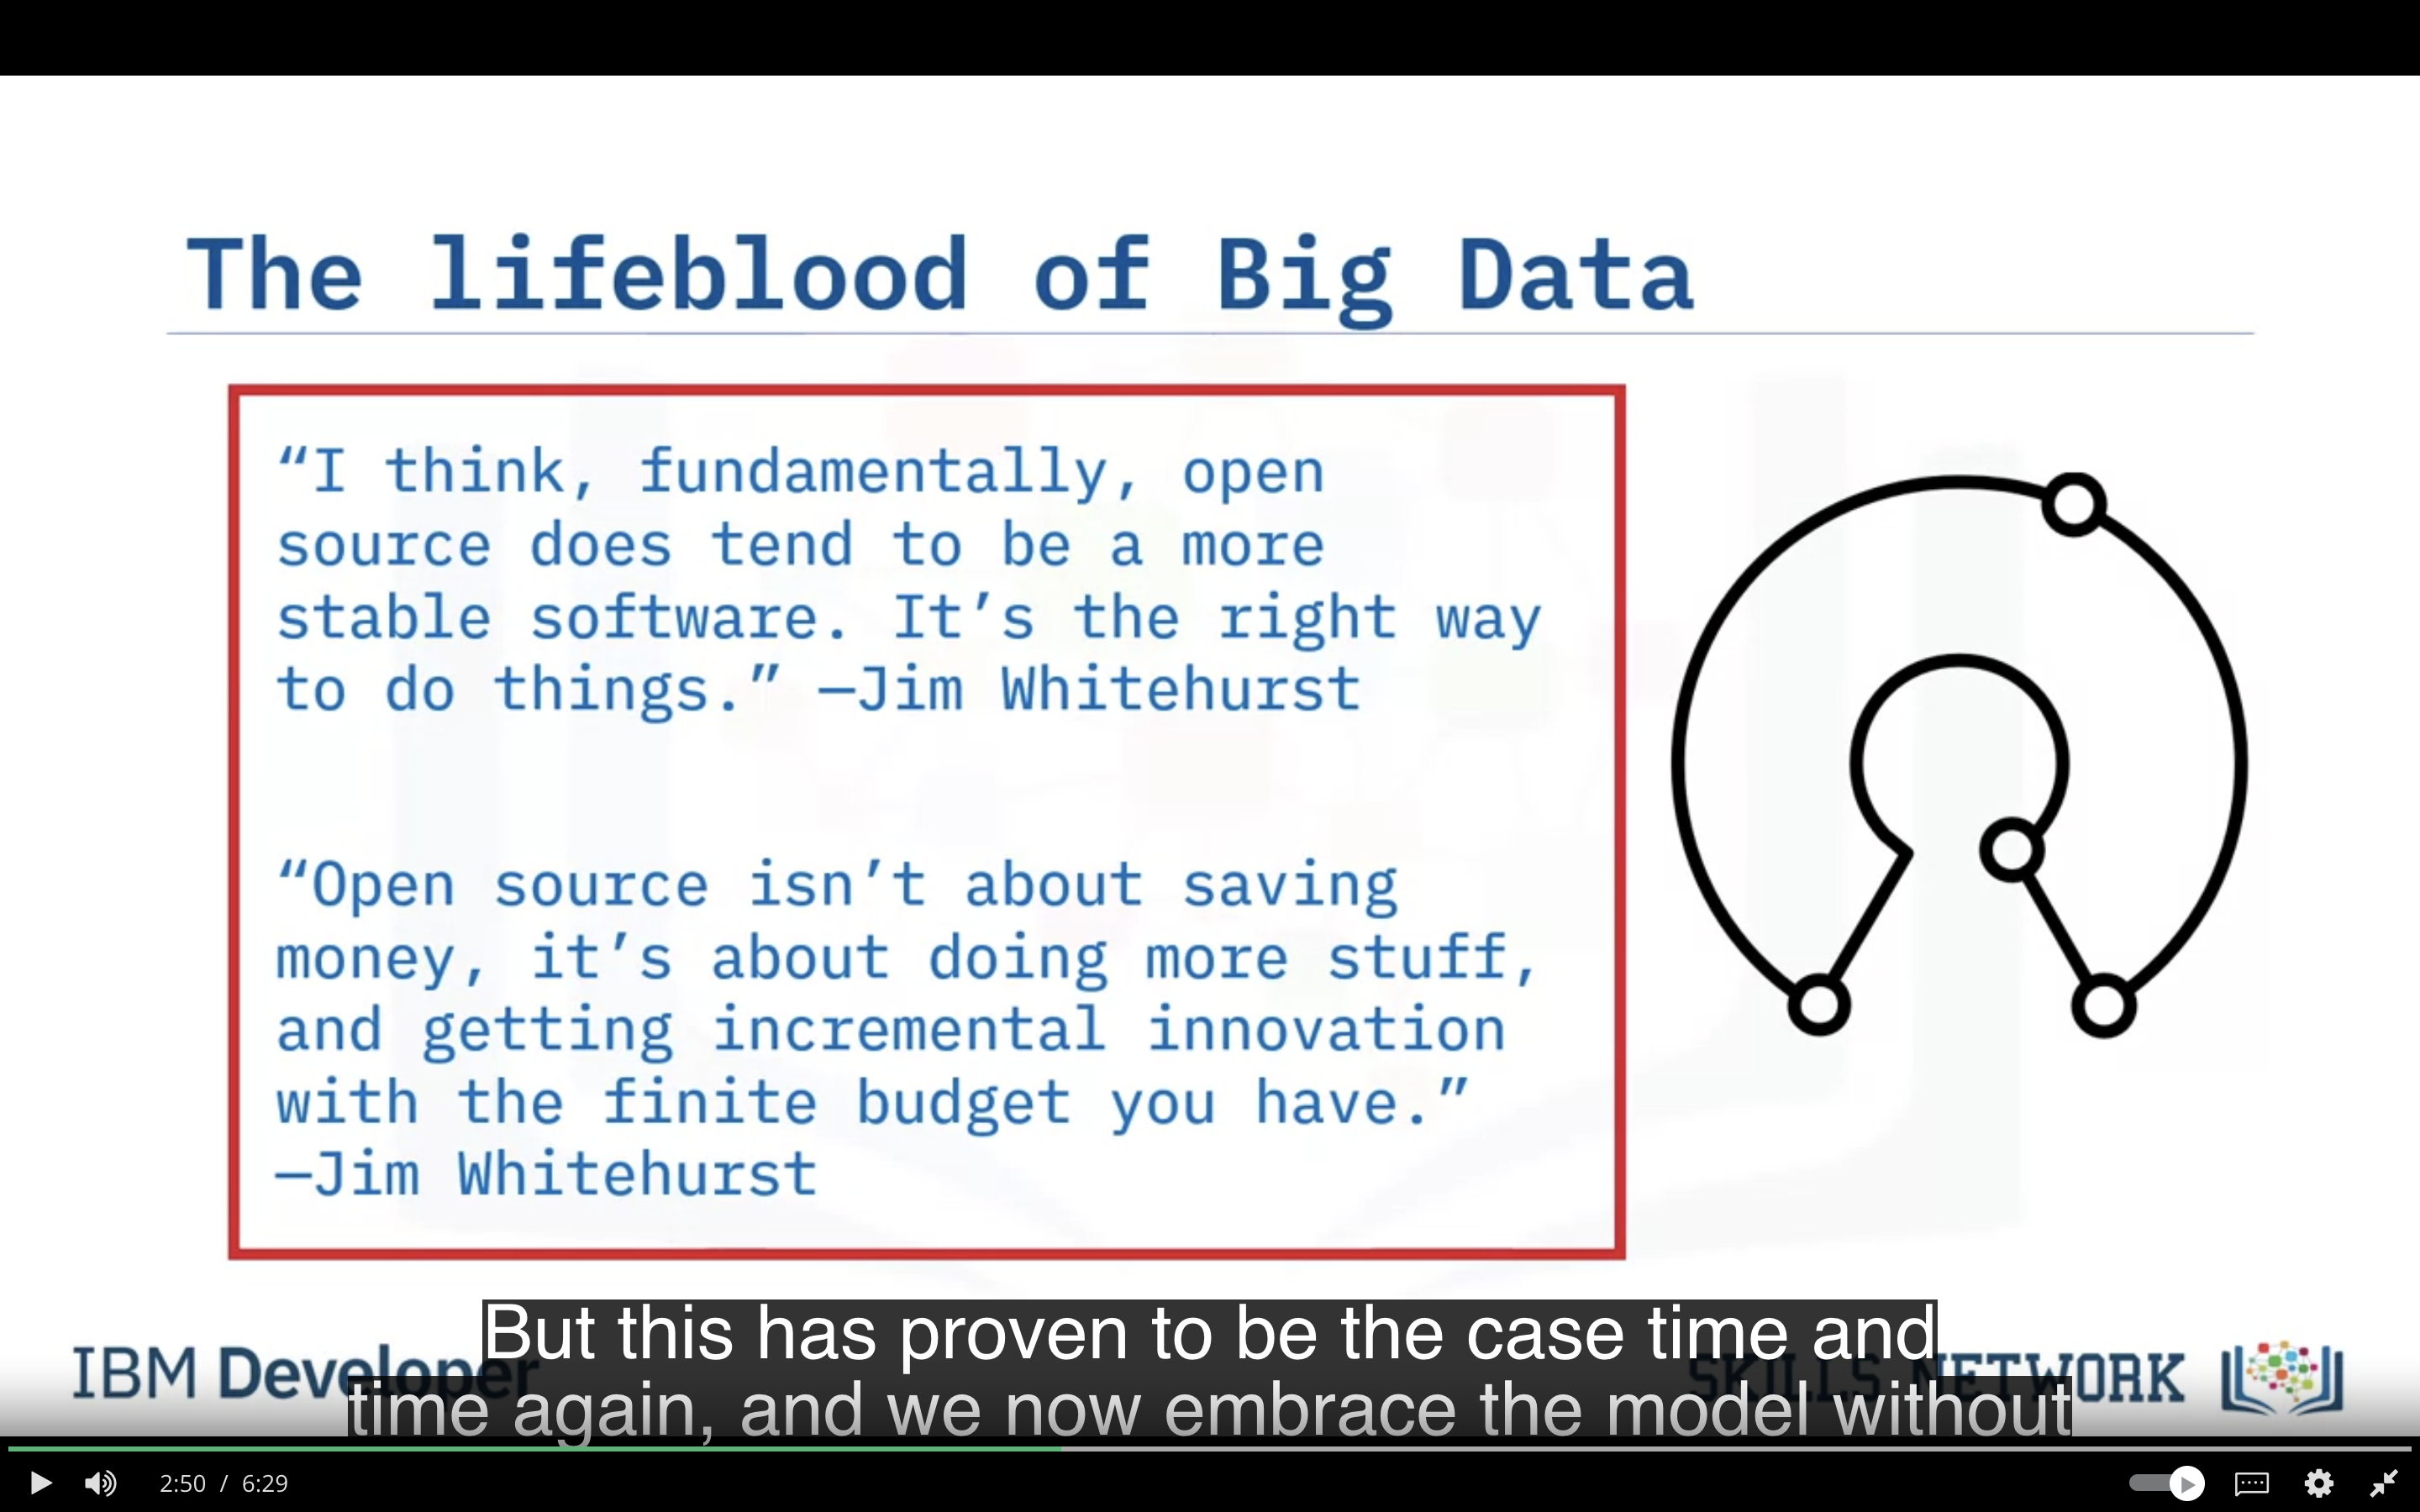 The lifeblood of Big Data
“I think, fundamentally, open
source does tend to be a more
stable software. It’s the right way
to do things.” —Jim Whitehurst
“Open source isn’t about saving
money, it’s about doing more stuff,
and getting incremental innovation
with the finite budget you have.”
—Jim Whitehurst
But this has proven to be the case time and
time again, and we now embrace the model without
IBM Developer
SKILLS NETWORK
2:50 / 6:29